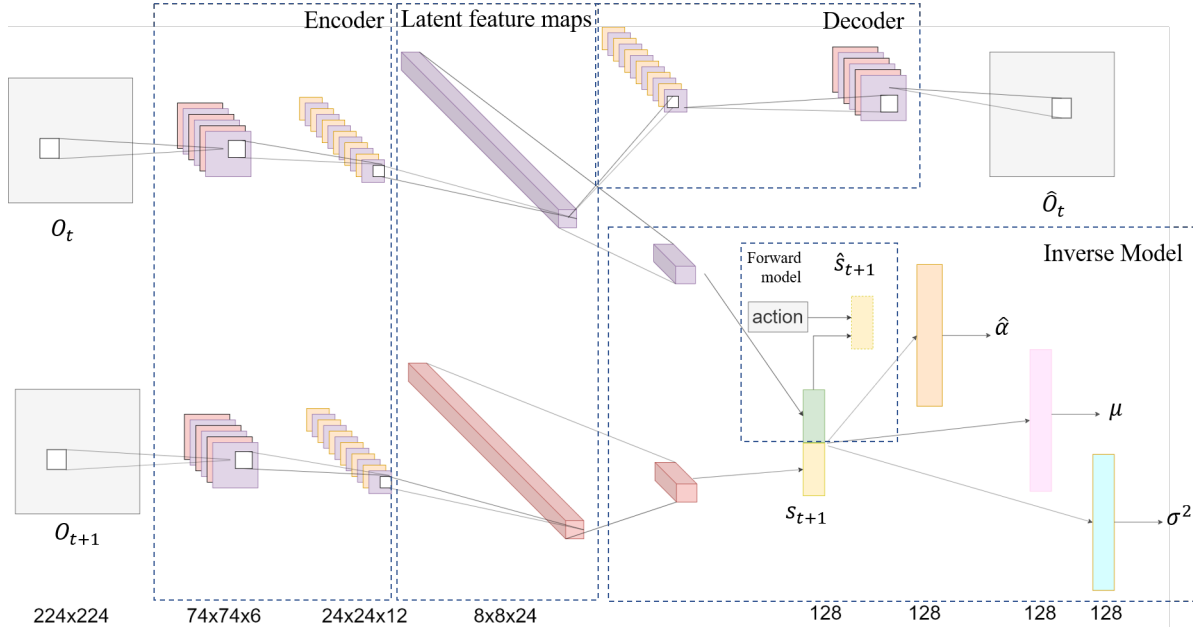 Encoder
Latent feature maps
Decoder
O_t
Ô_t
Inverse Model
Forward
model
ŝ_{t+1}
action
α̂
μ
s_{t+1}
σ²
O_{t+1}
224x224
74x74x6
24x24x12
8x8x24
128
128
128
128